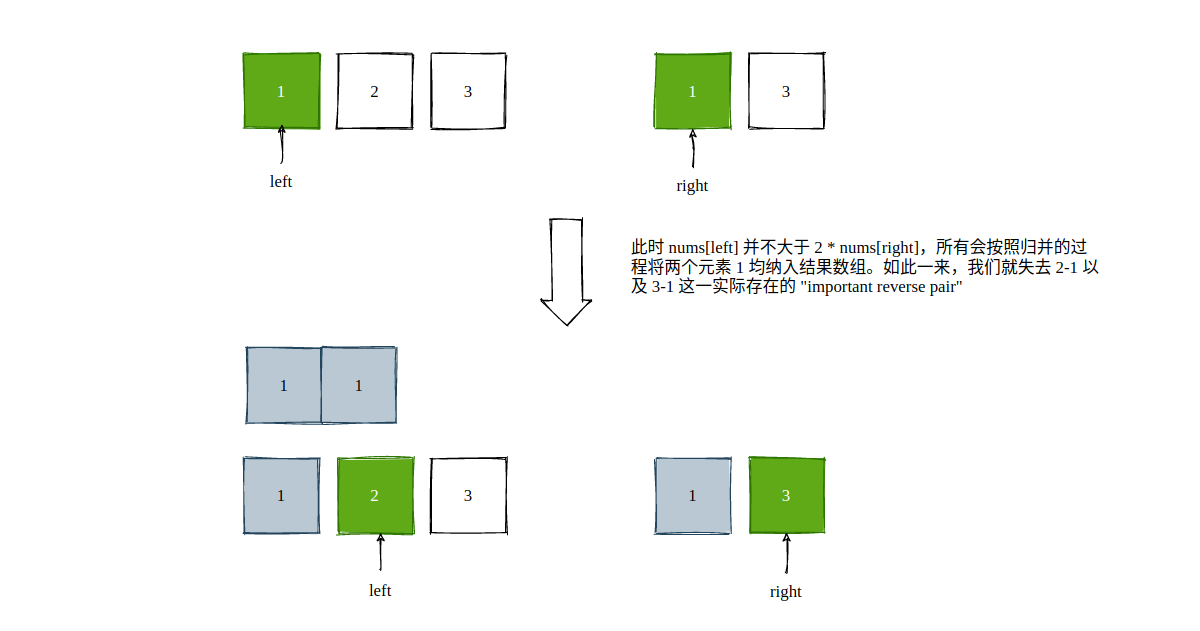 1 2 3 1 3
left
right
此时 nums[left] 并不大于 2 * nums[right]，所有会按照归并的过
程将两个元素 1 均纳入结果数组。如此一来，我们就失去 2-1 以
及 3-1 这一实际存在的 "important reverse pair"
1 1
1 2 3 1 3
left
right